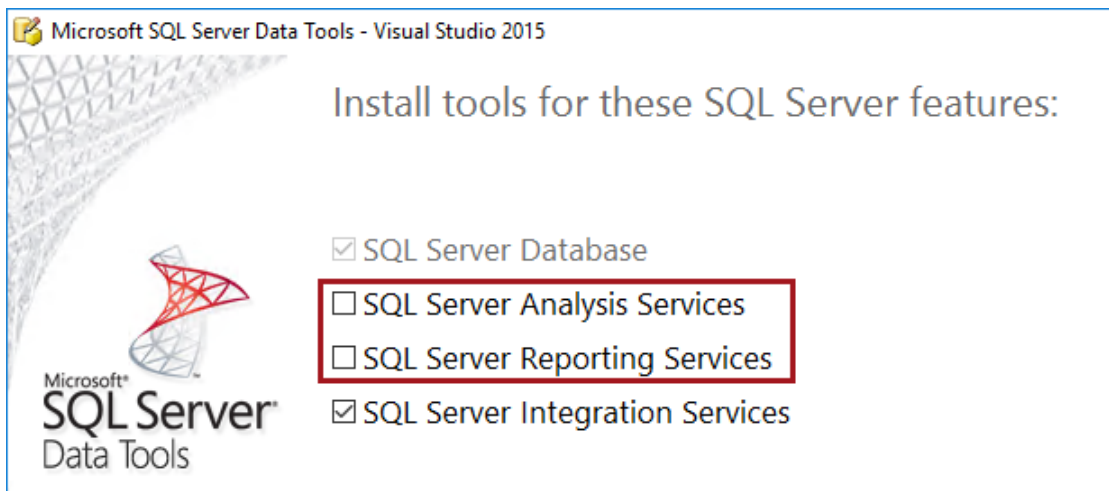 Microsoft SQL Server Data Tools - Visual Studio 2015
Install tools for these SQL Server features:
SQL Server Database
SQL Server Analysis Services
SQL Server Reporting Services
SQL Server Integration Services
Microsoft®
SQL Server®
Data Tools